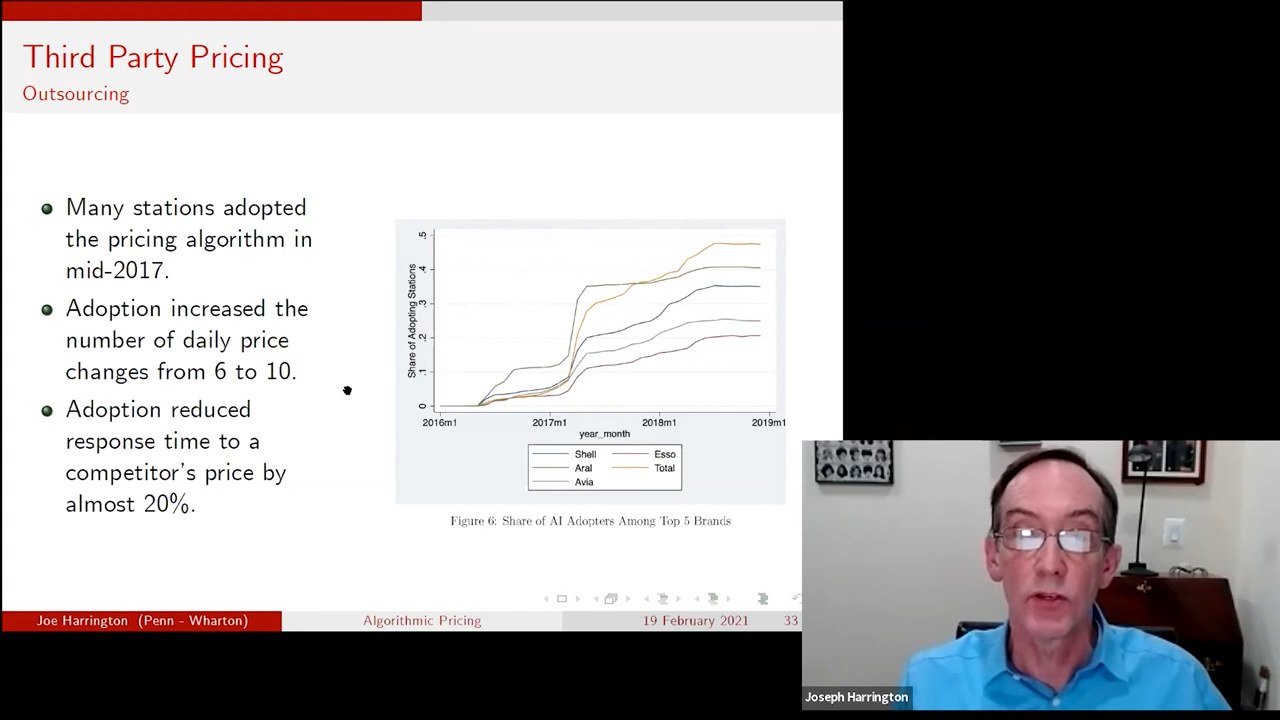 Third Party Pricing
Outsourcing
Many stations adopted
the pricing algorithm in
mid-2017.
Adoption increased the
number of daily price
changes from 6 to 10.
Adoption reduced
response time to a
competitor's price by
almost 20%.
Share of Adopting Stations
.5
.4
.3
.2
.1
0
2016m1 2017m1 2018m1 2019m1
year_month
Shell Esso
Aral Total
Avia
Figure 6: Share of AI Adopters Among Top 5 Brands
Joe Harrington (Penn - Wharton) Algorithmic Pricing 19 February 2021 33
Joseph Harrington